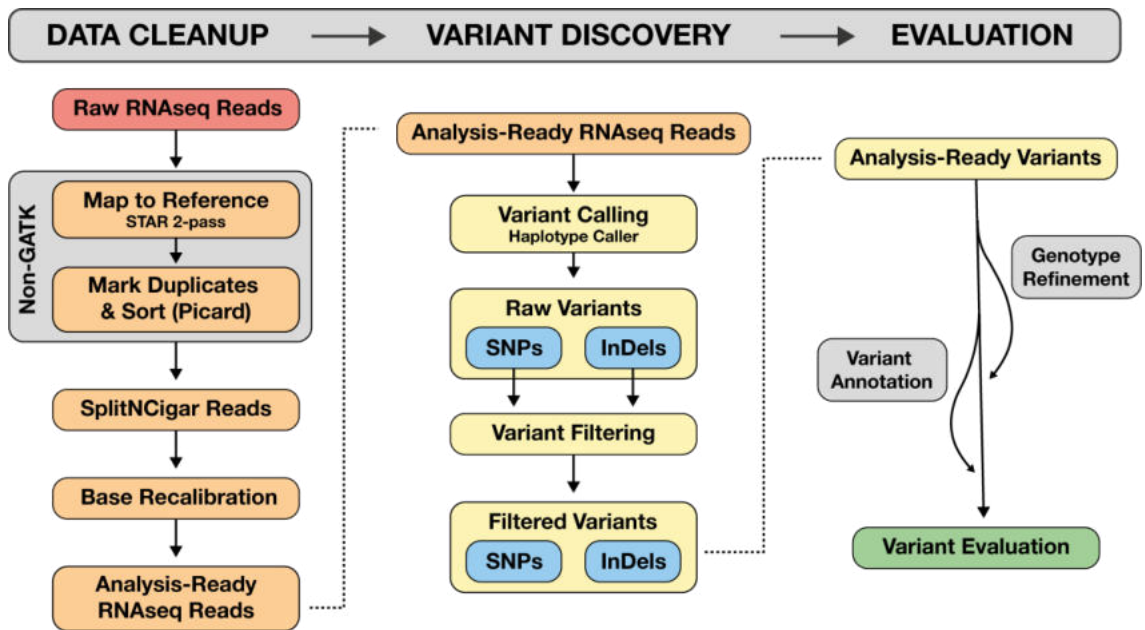 DATA CLEANUP
VARIANT DISCOVERY
EVALUATION
Raw RNAseq Reads
Non-GATK
Map to Reference
STAR 2-pass
Mark Duplicates
& Sort (Picard)
SplitNCigar Reads
Base Recalibration
Analysis-Ready
RNAseq Reads
Analysis-Ready RNAseq Reads
Variant Calling
Haplotype Caller
Raw Variants
SNPs
InDels
Variant Filtering
Filtered Variants
SNPs
InDels
Analysis-Ready Variants
Genotype
Refinement
Variant
Annotation
Variant Evaluation